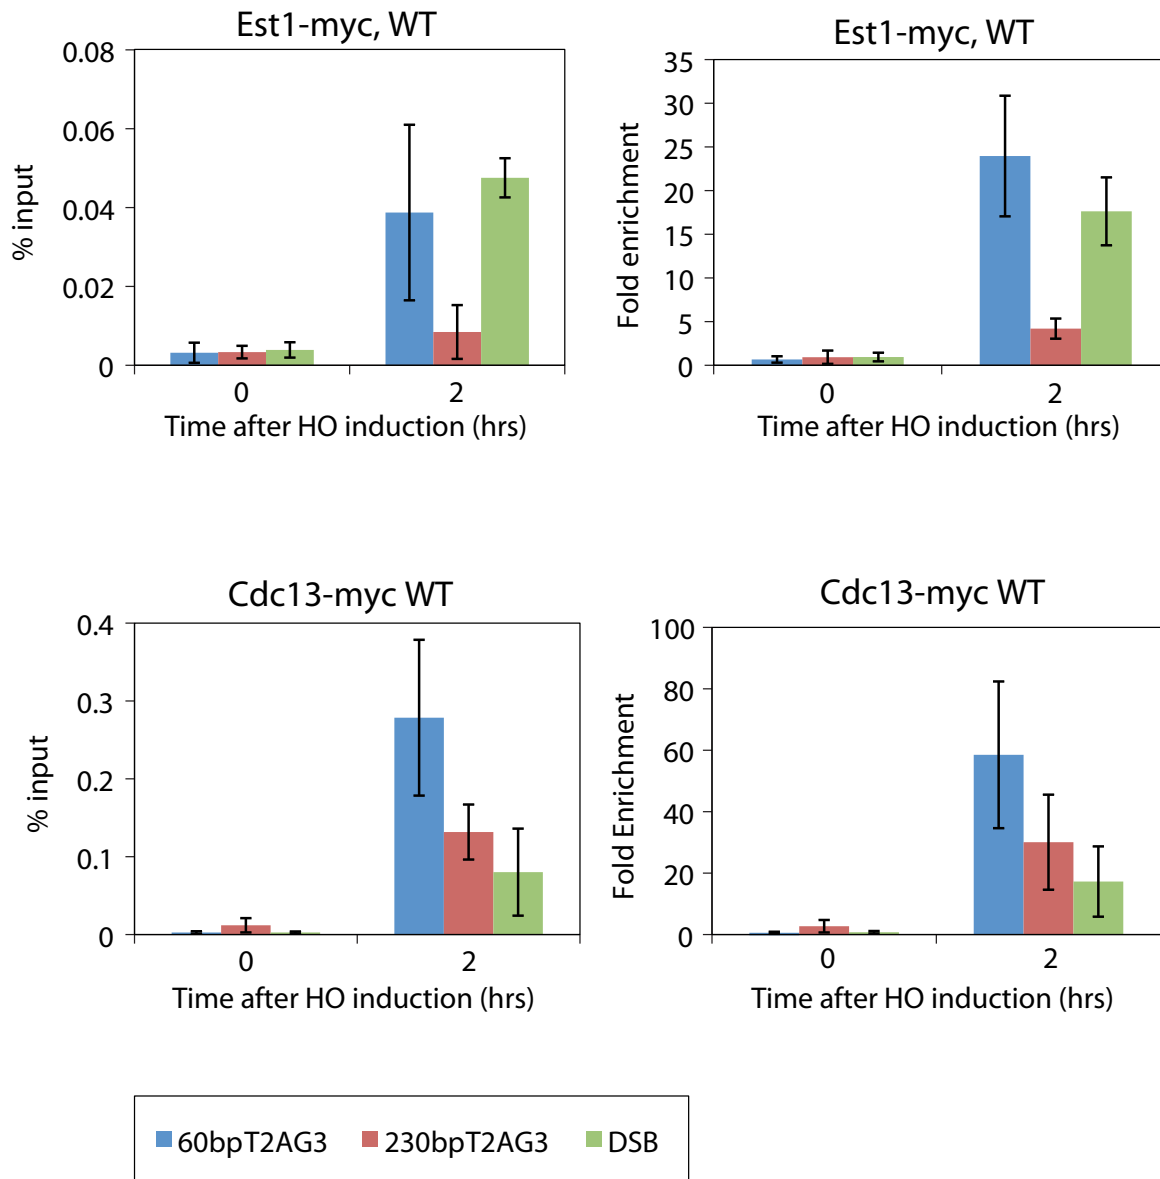 Est1-myc, WT
% input
0.08
0.06
0.04
0.02
0
0
2
Time after HO induction (hrs)
Est1-myc, WT
Fold enrichment
35
30
25
20
15
10
5
0
0
2
Time after HO induction (hrs)
Cdc13-myc WT
% input
0.4
0.3
0.2
0.1
0
0
2
Time after HO induction (hrs)
Cdc13-myc WT
Fold Enrichment
100
80
60
40
20
0
0
2
Time after HO induction (hrs)
60bpT2AG3 230bpT2AG3 DSB